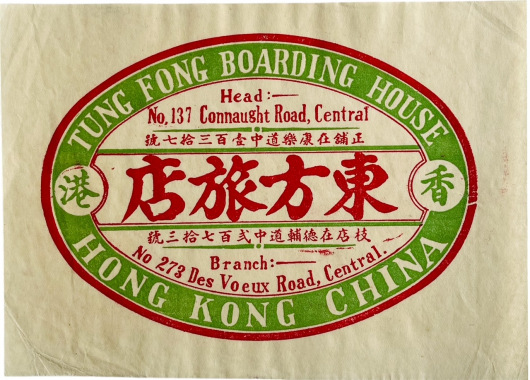 TUNG FONG BOARDING HOUSE
Head:—
No. 137 Connaught Road, Central
正舖在康樂道中壹百三拾七號
東方旅店
香港
枝店在德輔道中弍百七拾三號
Branch:—
No 273 Des Voeux Road, Central.
HONG KONG CHINA